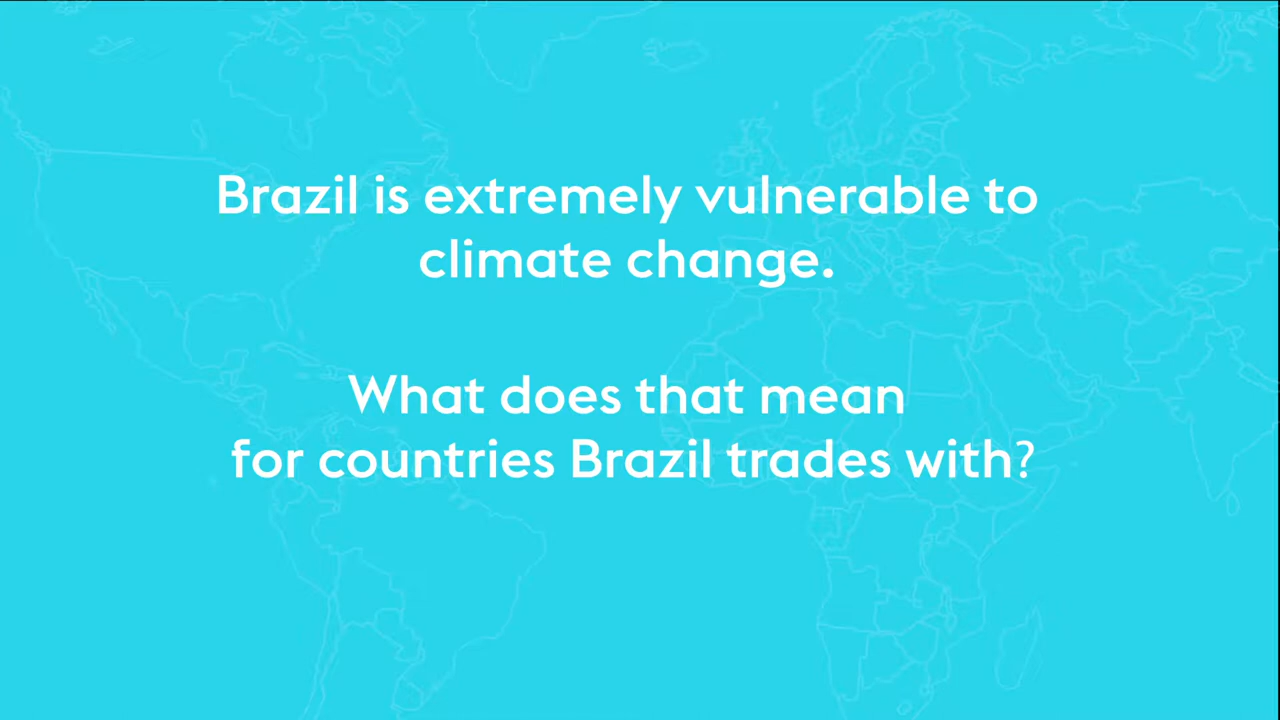 Brazil is extremely vulnerable to
climate change.
What does that mean
for countries Brazil trades with?